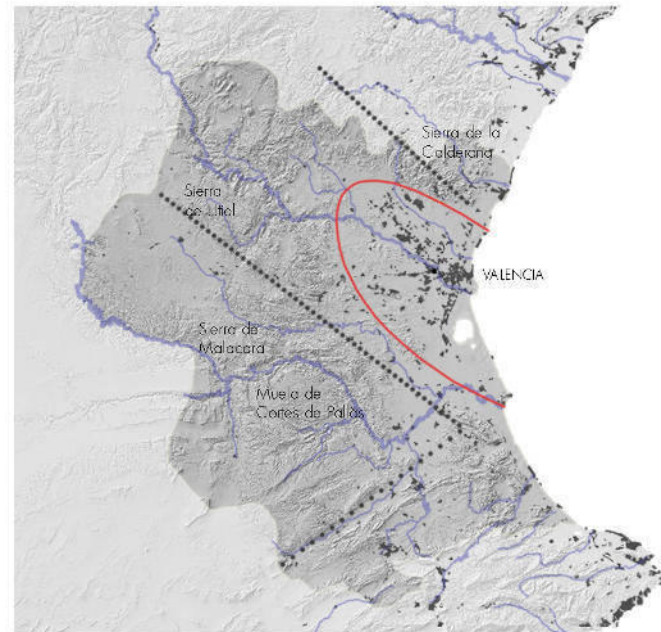 Sierra de la
Calderona
Sierra
de Utiel
VALENCIA
Sierra de
Malacara
Muela de
Cortes de Pallás